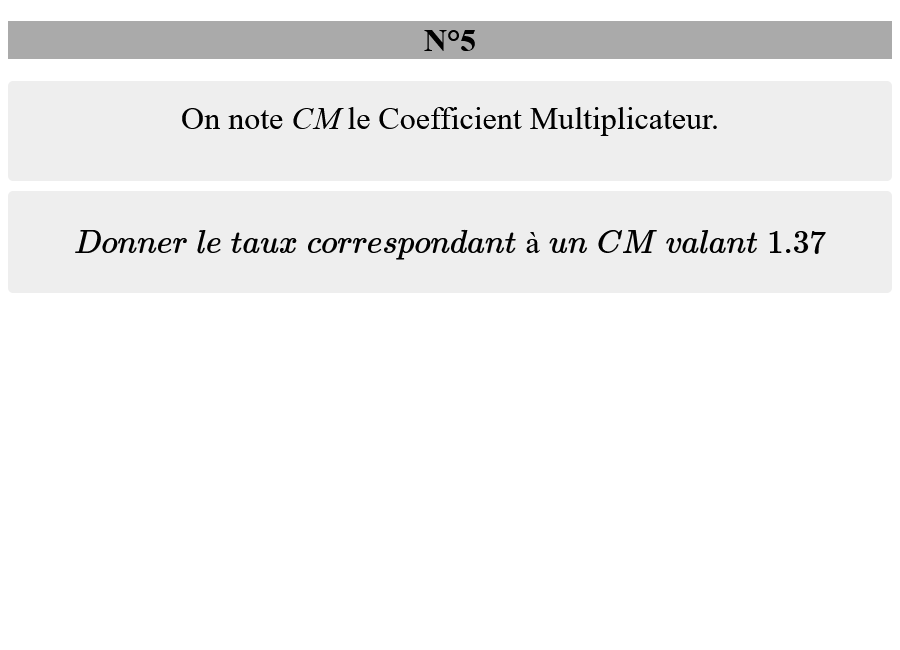 N°5
On note CM le Coefficient Multiplicateur.
Donner le taux correspondant à un CM valant 1.37